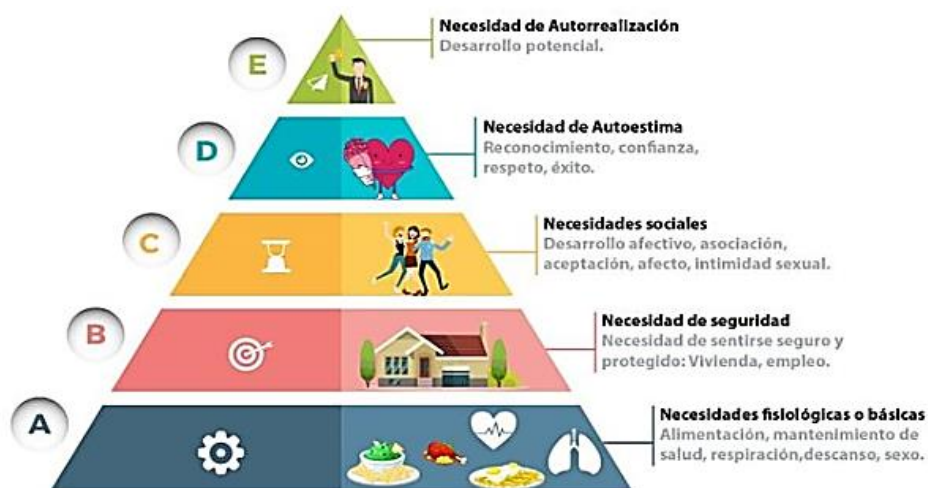 E
Necesidad de Autorrealización
Desarrollo potencial.
D
Necesidad de Autoestima
Reconocimiento, confianza,
respeto, éxito.
C
Necesidades sociales
Desarrollo afectivo, asociación,
aceptación, afecto, intimidad sexual.
B
Necesidad de seguridad
Necesidad de sentirse seguro y
protegido: Vivienda, empleo.
A
Necesidades fisiológicas o básicas
Alimentación, mantenimiento de
salud, respiración,descanso, sexo.